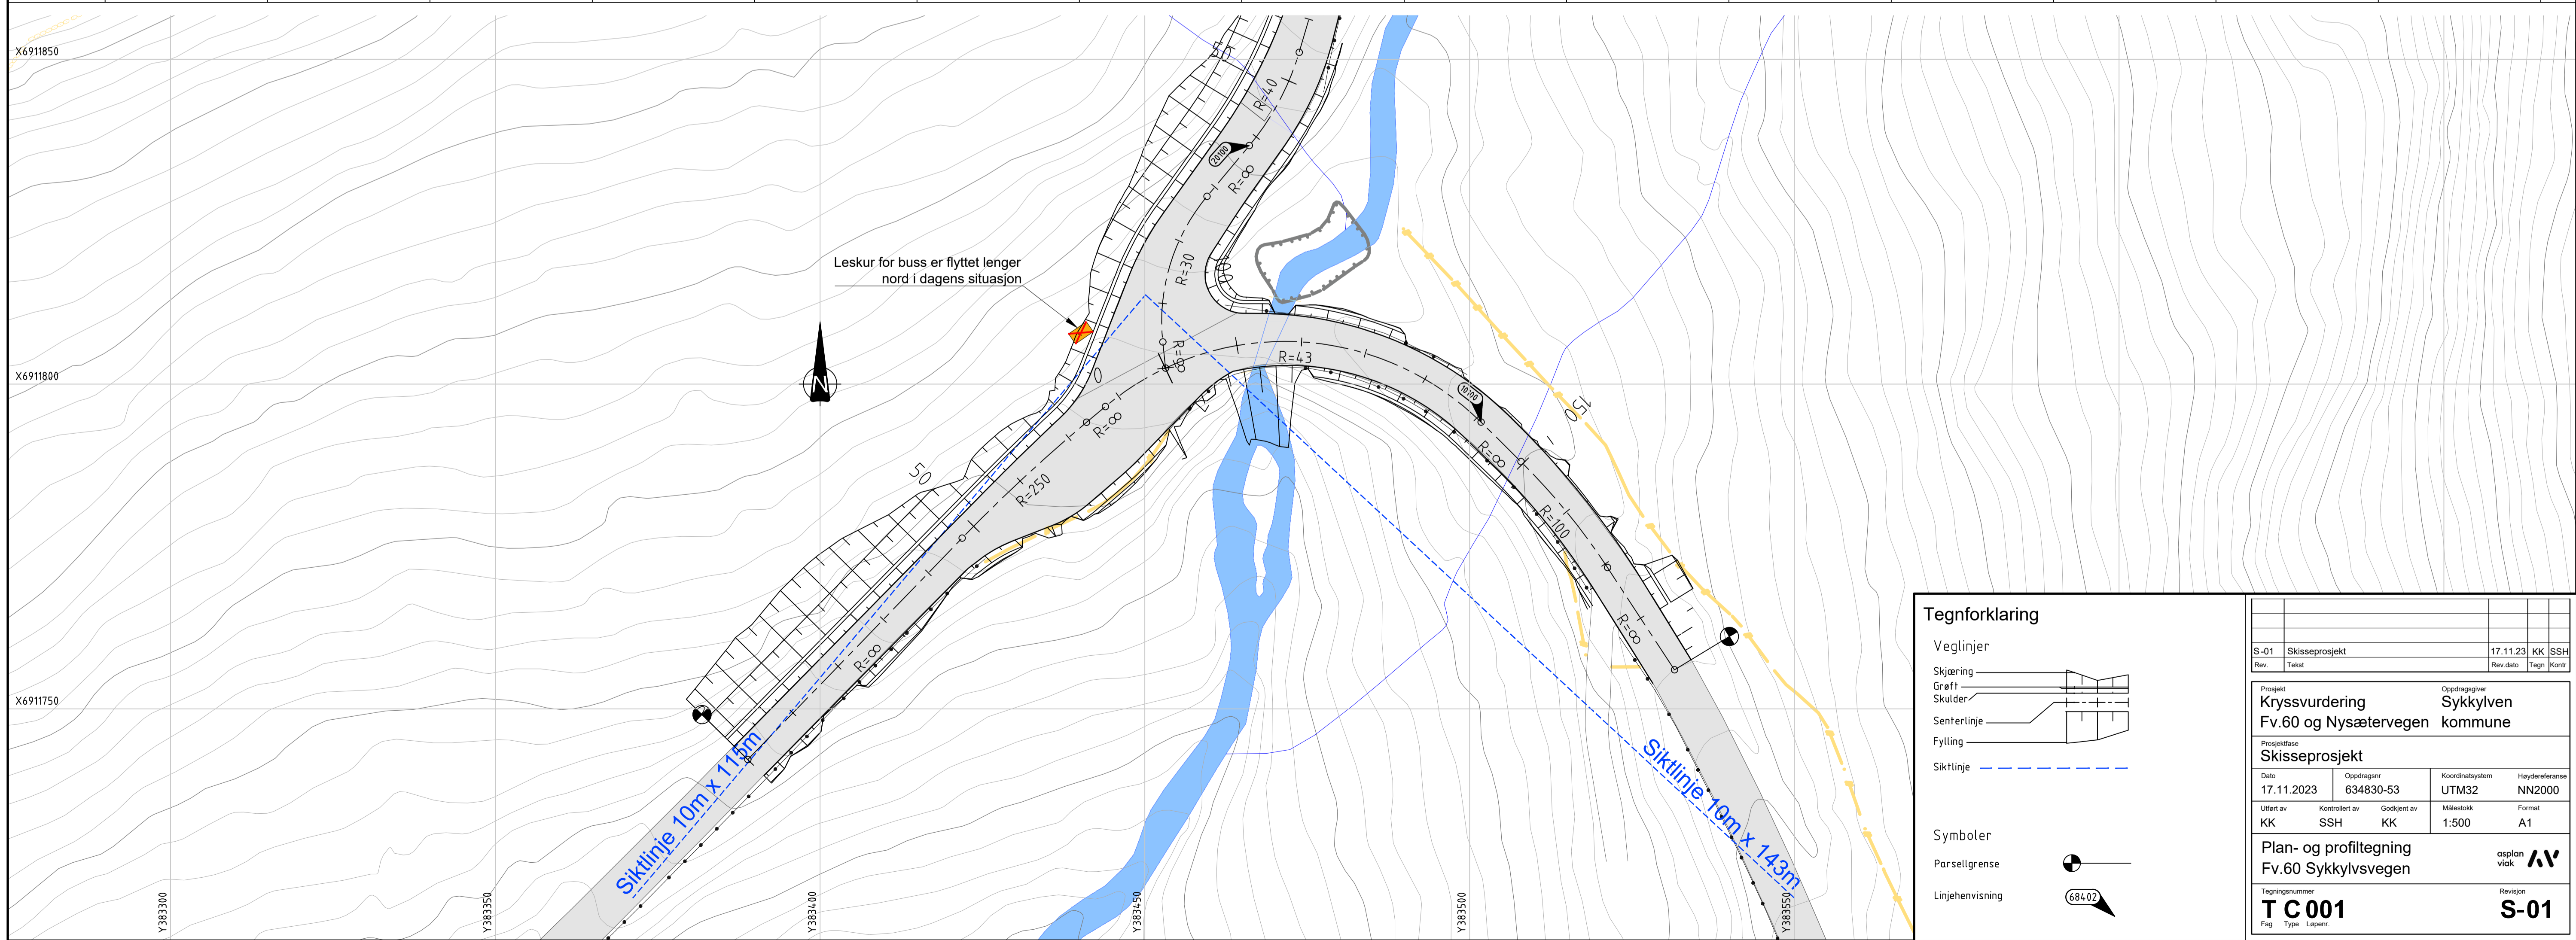 X6911850
X6911800
X6911750
Y383300
Y383350
Y383400
Y383450
Y383500
Y383550
Leskur for buss er flyttet lenger
nord i dagens situasjon
N
50
0
50
150
R=40
20100
R=∞
R=30
R=∞
R=43
R=∞
R=250
R=∞
10100
R=∞
R=100
R=∞
Siktlinje 10m x 115m
Siktlinje 10m x 143m
Tegnforklaring
Veglinjer
Skjæring
Grøft
Skulder
Senterlinje
Fylling
Siktlinje
Symboler
Parsellgrense
Linjehenvisning
68402
S-01 Skisseprosjekt 17.11.23 KK SSH
Rev. Tekst Rev.dato Tegn Kontr
Prosjekt Oppdragsgiver
Kryssvurdering Sykkylven
Fv.60 og Nysætervegen kommune
Prosjektfase
Skisseprosjekt
Dato Oppdragsnr Koordinatsystem Høydereferanse
17.11.2023 634830-53 UTM32 NN2000
Utført av Kontrollert av Godkjent av Målestokk Format
KK SSH KK 1:500 A1
Plan- og profiltegning
Fv.60 Sykkylvsvegen
asplan
viak
Tegningsnummer Revisjon
T C 001 S-01
Fag Type Løpenr.